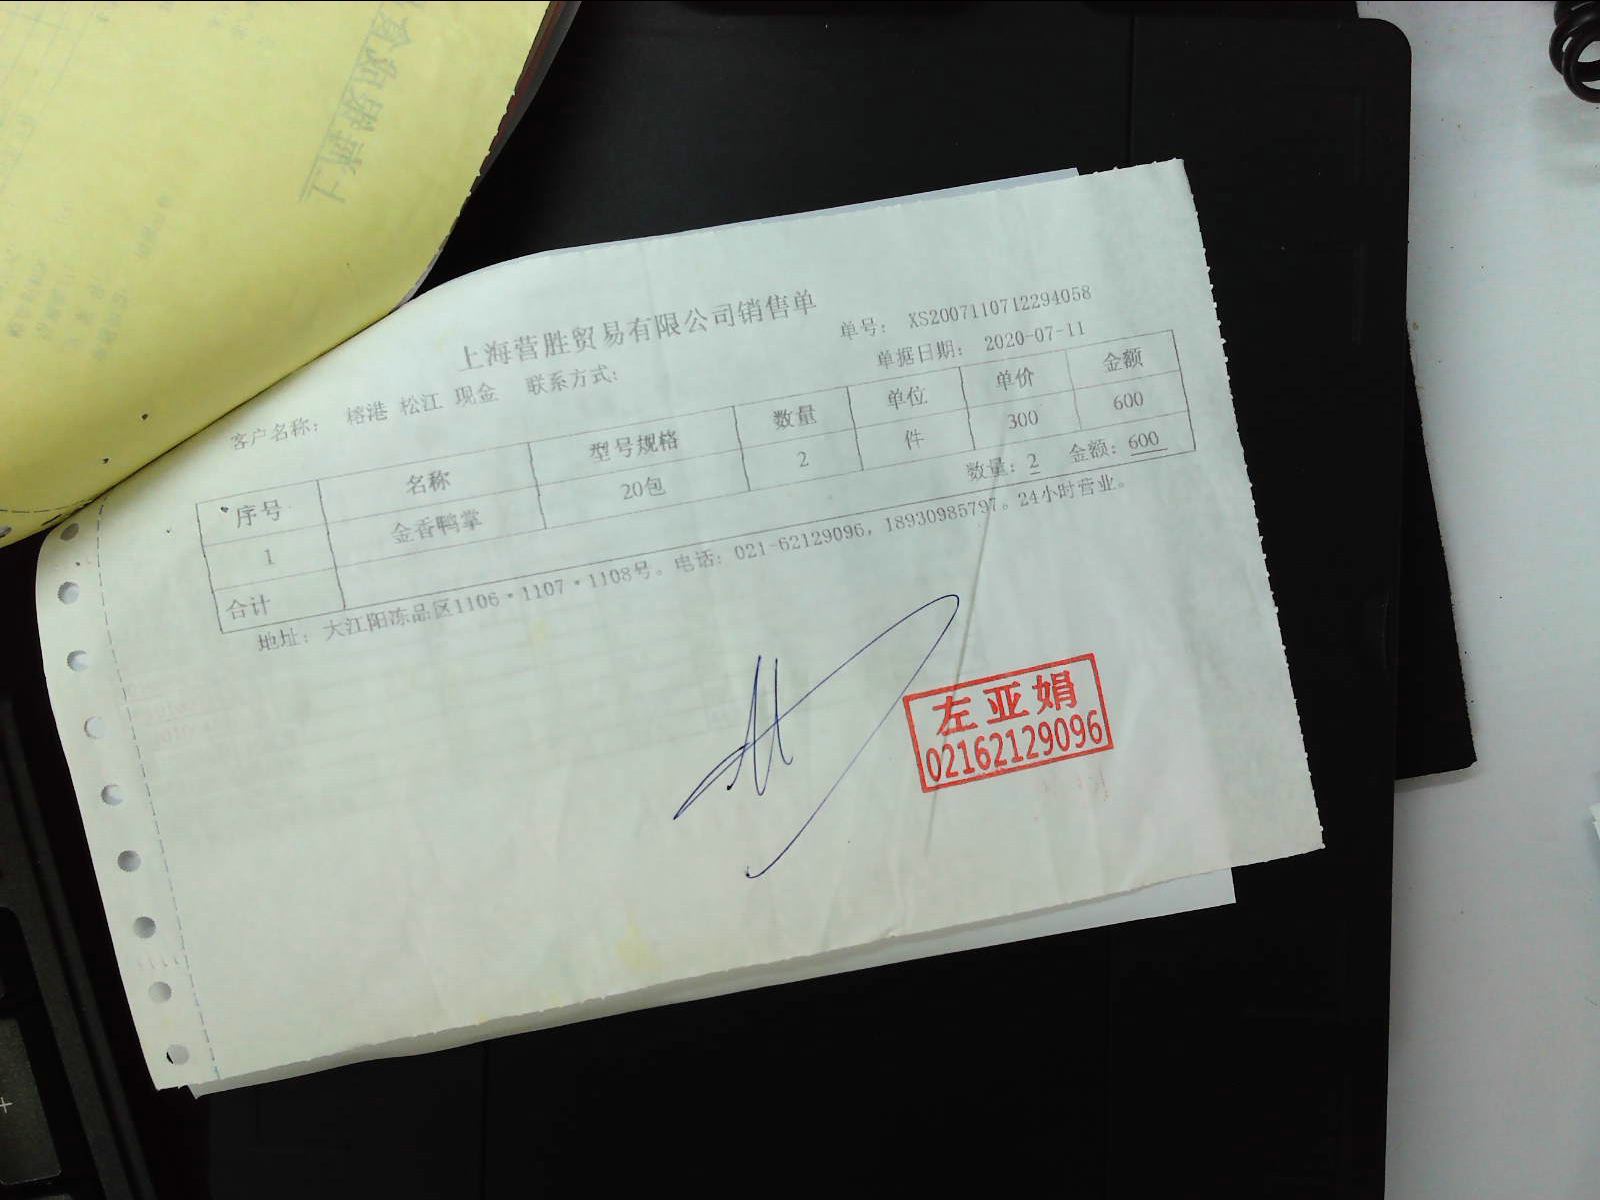 上海营胜贸易有限公司销售单
单号： XS2007110712294058
客户名称： 榕港 松江 现金 联系方式:
单据日期： 2020-07-11
序号 名称 型号规格 数量 单位 单价 金额
1 金香鸭掌 20包 2 件 300 600
合计 数量: 2 金额: 600
地址: 大江阳冻品区1106·1107·1108号。电话: 021-62129096, 18930985797。24小时营业。
左亚娟
02162129096